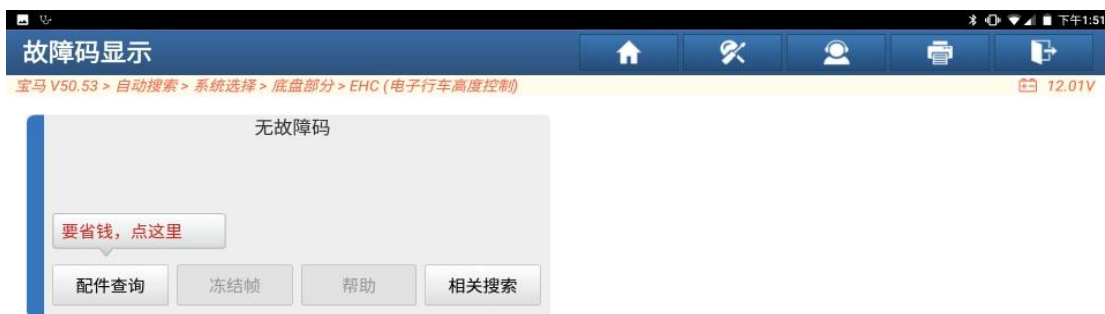 下午1:51
故障码显示
宝马 V50.53 > 自动搜索 > 系统选择 > 底盘部分 > EHC (电子行车高度控制)
12.01V
无故障码
要省钱，点这里
配件查询
冻结帧
帮助
相关搜索